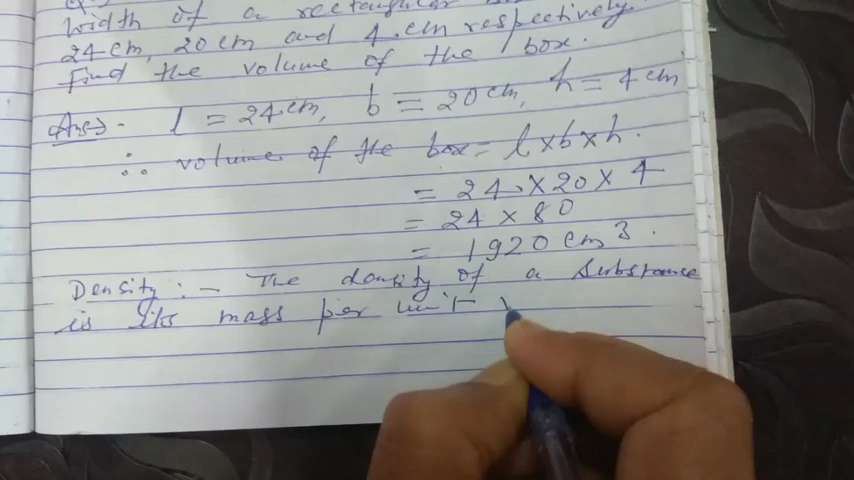 width of a rectangular
24 cm, 20 cm and 4 cm respectively.
Find the volume of the box.
Ans:- l = 24 cm, b = 20 cm, h = 4 cm
∴ volume of the box = l × b × h.
= 24 × 20 × 4
= 24 × 80
= 1920 cm3.
Density :- The density of a substance
is its mass per unit